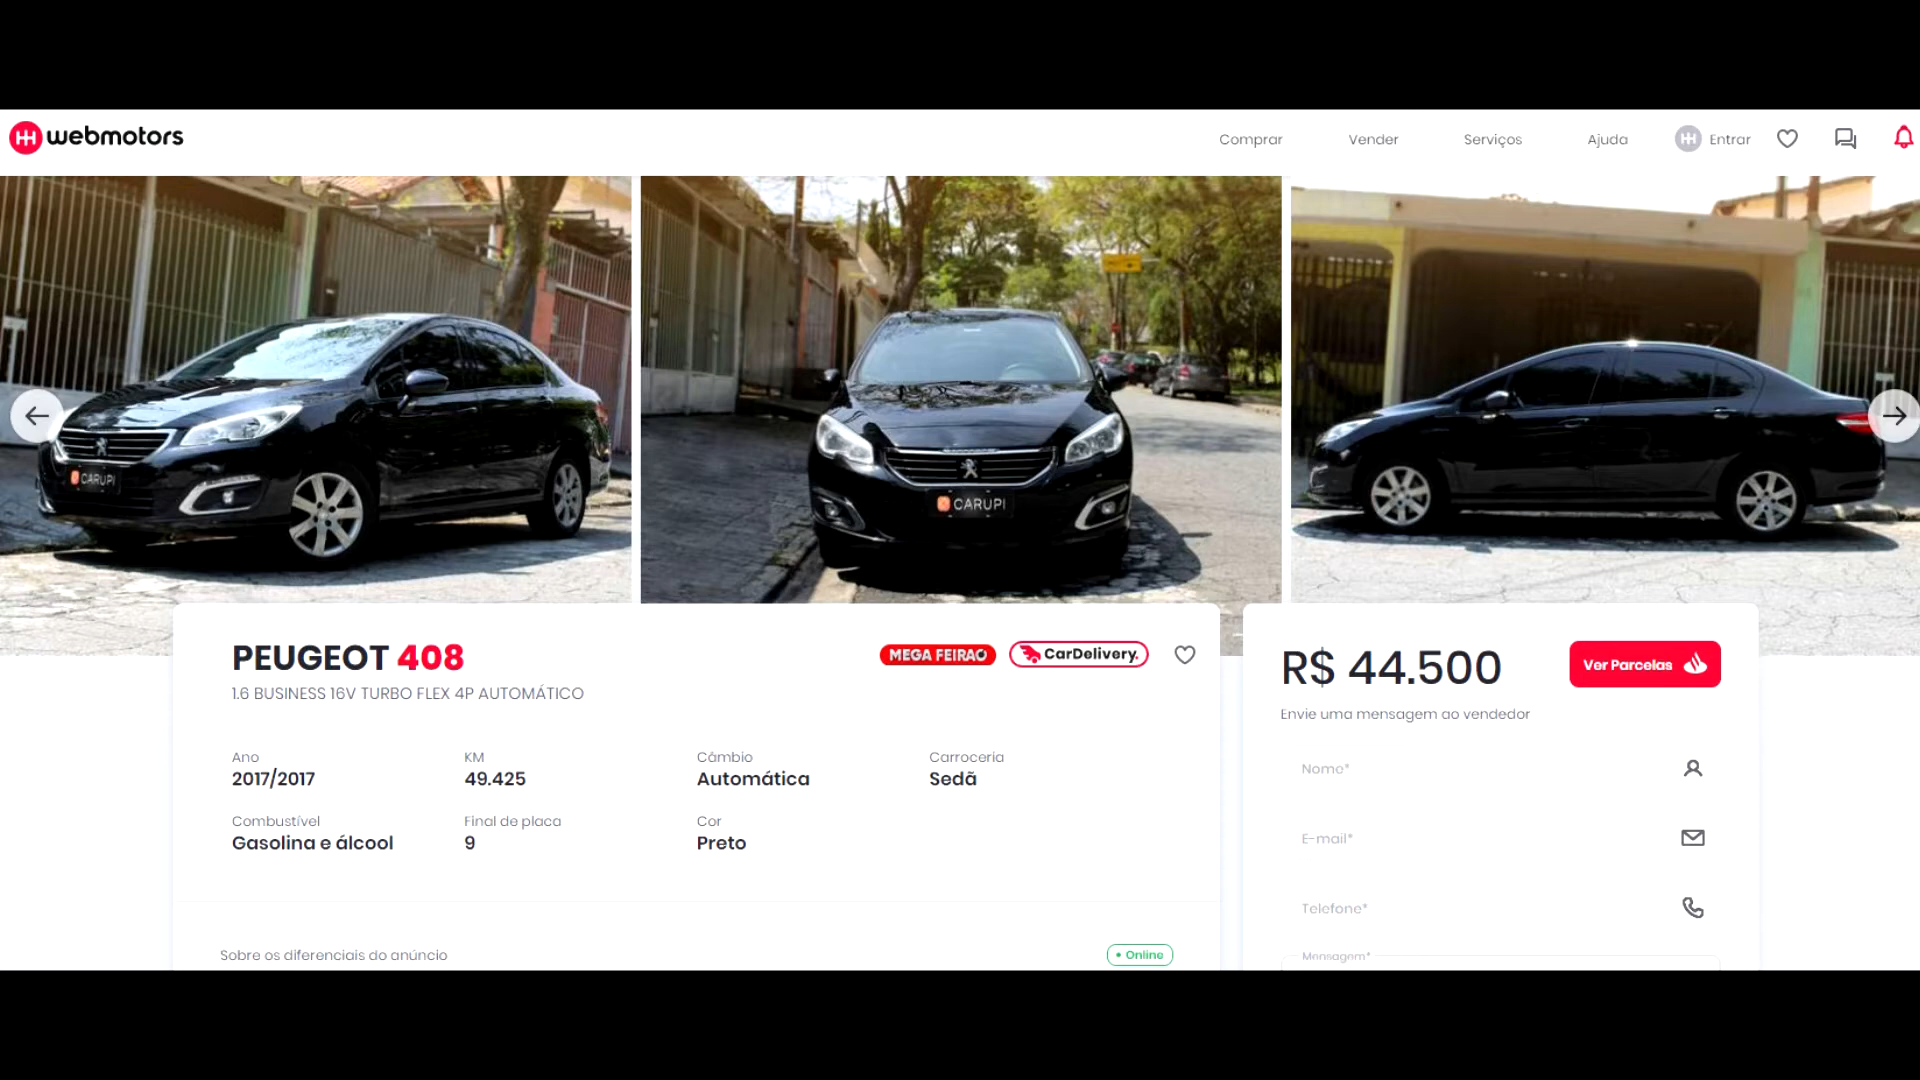 webmotors
Comprar Vender Serviços Ajuda Entrar
CARUPI
CARUPI
PEUGEOT 408
MEGA FEIRAO
CarDelivery.
1.6 BUSINESS 16V TURBO FLEX 4P AUTOMÁTICO
Ano KM Câmbio Carroceria
2017/2017 49.425 Automática Sedã
Combustível Final de placa Cor
Gasolina e álcool 9 Preto
Sobre os diferenciais do anúncio
Online
R$ 44.500
Ver Parcelas
Envie uma mensagem ao vendedor
Nome*
E-mail*
Telefone*
Mensagem*